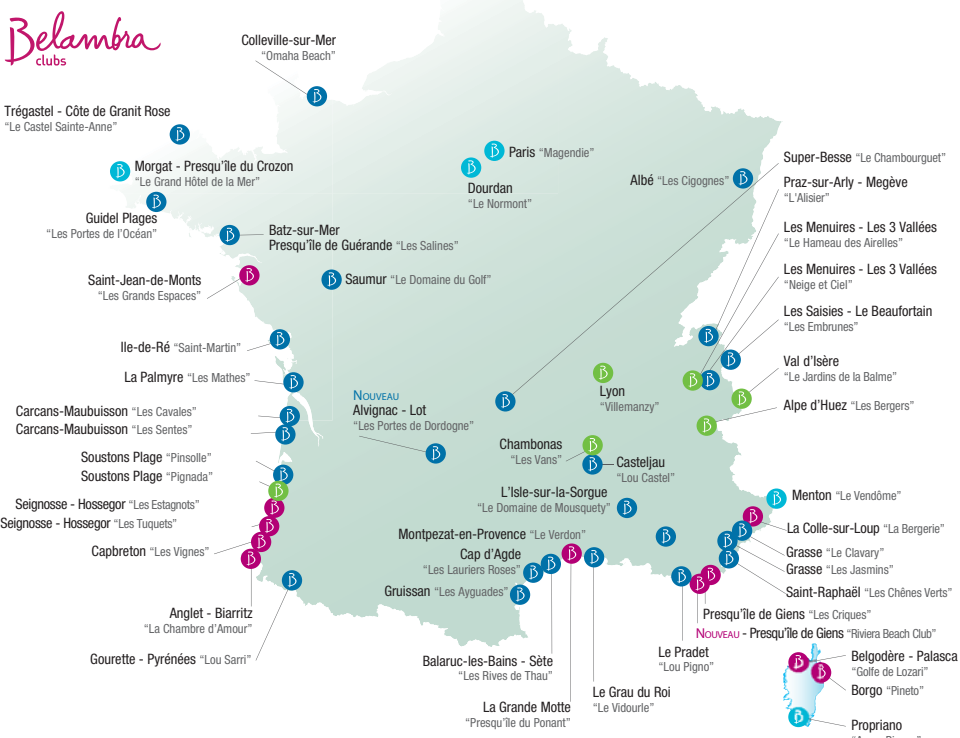 Belambra
clubs
Colleville-sur-Mer
"Omaha Beach"
Trégastel - Côte de Granit Rose
"Le Castel Sainte-Anne"
Morgat - Presqu'île du Crozon
"Le Grand Hôtel de la Mer"
Guidel Plages
"Les Portes de l'Océan"
Batz-sur-Mer
Presqu'île de Guérande "Les Salines"
Saint-Jean-de-Monts
"Les Grands Espaces"
Saumur "Le Domaine du Golf"
Paris "Magendie"
Dourdan
"Le Normont"
Albé "Les Cigognes"
Super-Besse "Le Chambourguet"
Praz-sur-Arly - Megève
"L'Alisier"
Les Menuires - Les 3 Vallées
"Le Hameau des Airelles"
Les Menuires - Les 3 Vallées
"Neige et Ciel"
Les Saisies - Le Beaufortain
"Les Embrunes"
Val d'Isère
"Le Jardins de la Balme"
Alpe d'Huez "Les Bergers"
Ile-de-Ré "Saint-Martin"
La Palmyre "Les Mathes"
Carcans-Maubuisson "Les Cavales"
Carcans-Maubuisson "Les Sentes"
Soustons Plage "Pinsolle"
Soustons Plage "Pignada"
Seignosse - Hossegor "Les Estagnots"
Seignosse - Hossegor "Les Tuquets"
Capbreton "Les Vignes"
Anglet - Biarritz
"La Chambre d'Amour"
Gourette - Pyrénées "Lou Sarri"
Nouveau
Alvignac - Lot
"Les Portes de Dordogne"
Lyon
"Villemanzy"
Chambonas
"Les Vans"
Casteljau
"Lou Castel"
L'Isle-sur-la-Sorgue
"Le Domaine de Mousquety"
Montpezat-en-Provence "Le Verdon"
Cap d'Agde
"Les Lauriers Roses"
Gruissan "Les Ayguades"
Balaruc-les-Bains - Sète
"Les Rives de Thau"
La Grande Motte
"Presqu'île du Ponant"
Le Grau du Roi
"Le Vidourle"
Le Pradet
"Lou Pigno"
Menton "Le Vendôme"
La Colle-sur-Loup "La Bergerie"
Grasse "Le Clavary"
Grasse "Les Jasmins"
Saint-Raphaël "Les Chênes Verts"
Presqu'île de Giens "Les Criques"
Nouveau - Presqu'île de Giens "Riviera Beach Club"
Belgodère - Palasca
"Golfe de Lozari"
Borgo "Pineto"
Propriano